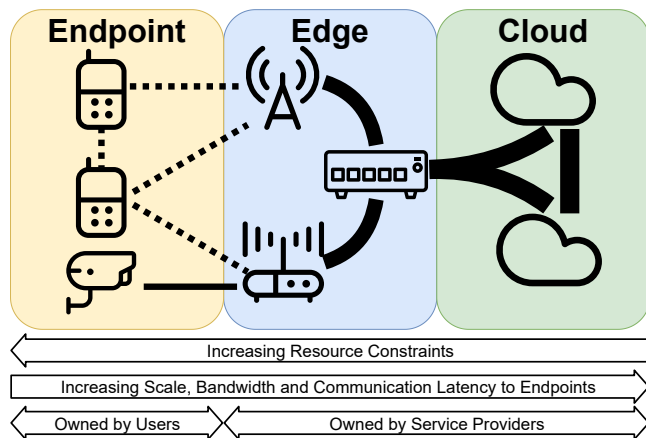 Endpoint Edge Cloud
Increasing Resource Constraints
Increasing Scale, Bandwidth and Communication Latency to Endpoints
Owned by Users Owned by Service Providers